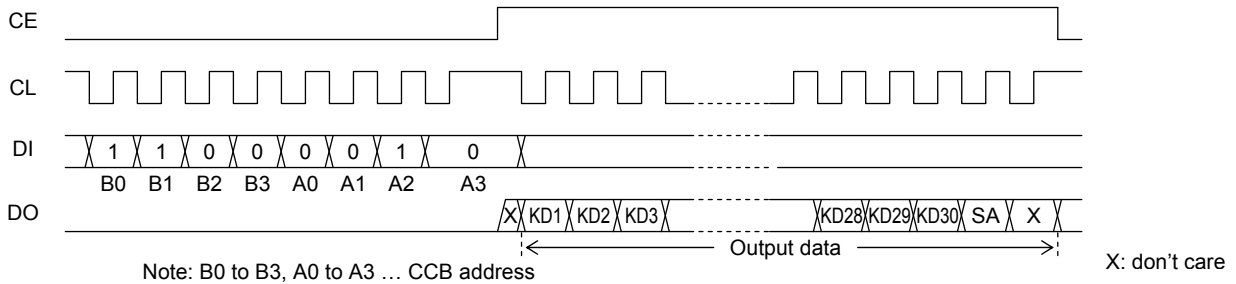 CE
CL
DI 1 1 0 0 0 0 1 0
B0 B1 B2 B3 A0 A1 A2 A3
DO X KD1 KD2 KD3 KD28 KD29 KD30 SA X
Output data
Note: B0 to B3, A0 to A3 … CCB address
X: don't care